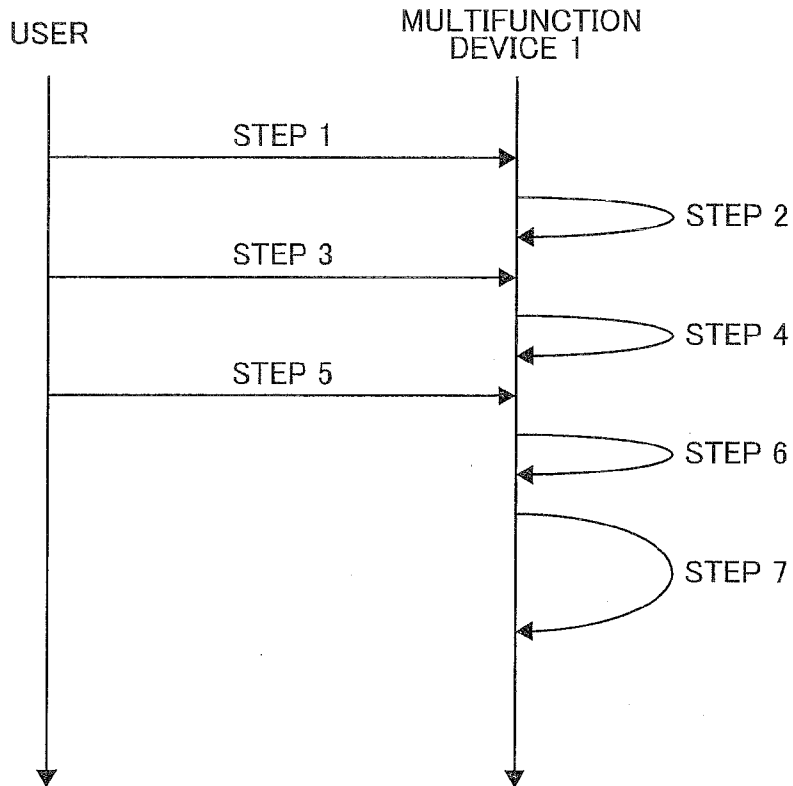 USER
MULTIFUNCTION
DEVICE 1
STEP 1
STEP 2
STEP 3
STEP 4
STEP 5
STEP 6
STEP 7